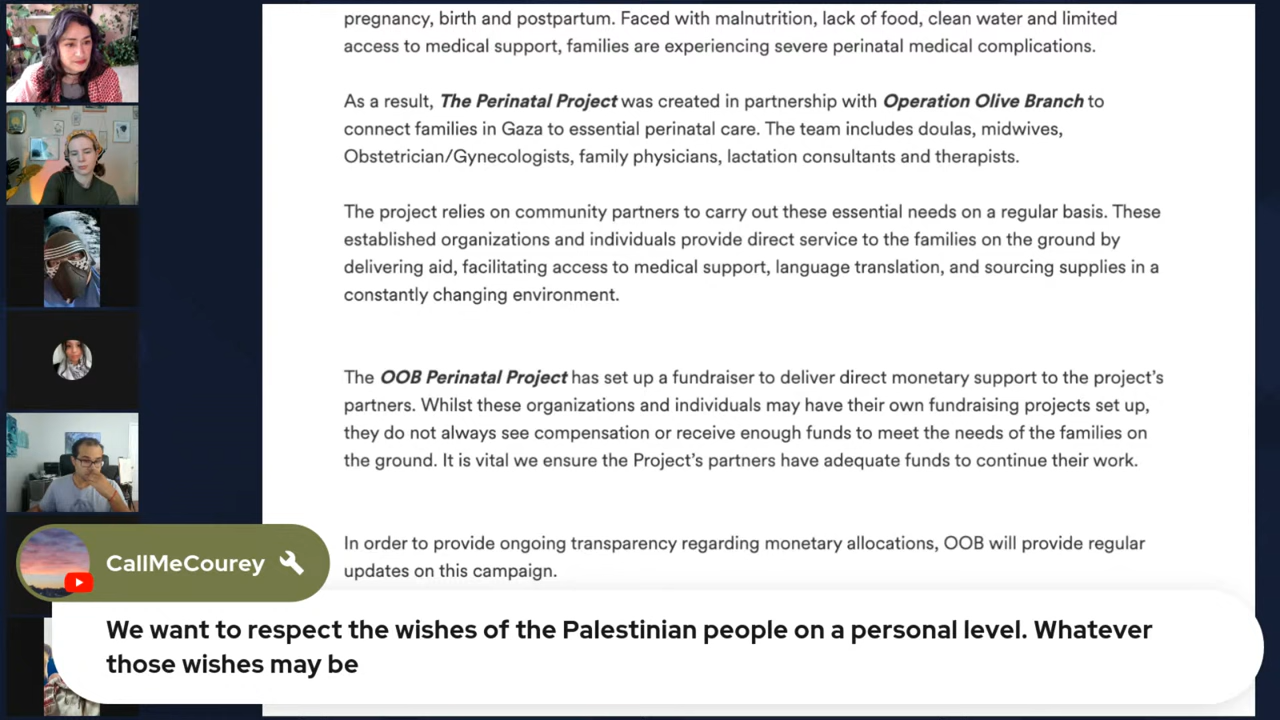 pregnancy, birth and postpartum. Faced with malnutrition, lack of food, clean water and limited
access to medical support, families are experiencing severe perinatal medical complications.
As a result, The Perinatal Project was created in partnership with Operation Olive Branch to
connect families in Gaza to essential perinatal care. The team includes doulas, midwives,
Obstetrician/Gynecologists, family physicians, lactation consultants and therapists.
The project relies on community partners to carry out these essential needs on a regular basis. These
established organizations and individuals provide direct service to the families on the ground by
delivering aid, facilitating access to medical support, language translation, and sourcing supplies in a
constantly changing environment.
The OOB Perinatal Project has set up a fundraiser to deliver direct monetary support to the project's
partners. Whilst these organizations and individuals may have their own fundraising projects set up,
they do not always see compensation or receive enough funds to meet the needs of the families on
the ground. It is vital we ensure the Project's partners have adequate funds to continue their work.
In order to provide ongoing transparency regarding monetary allocations, OOB will provide regular
updates on this campaign.
CallMeCourey
We want to respect the wishes of the Palestinian people on a personal level. Whatever
those wishes may be